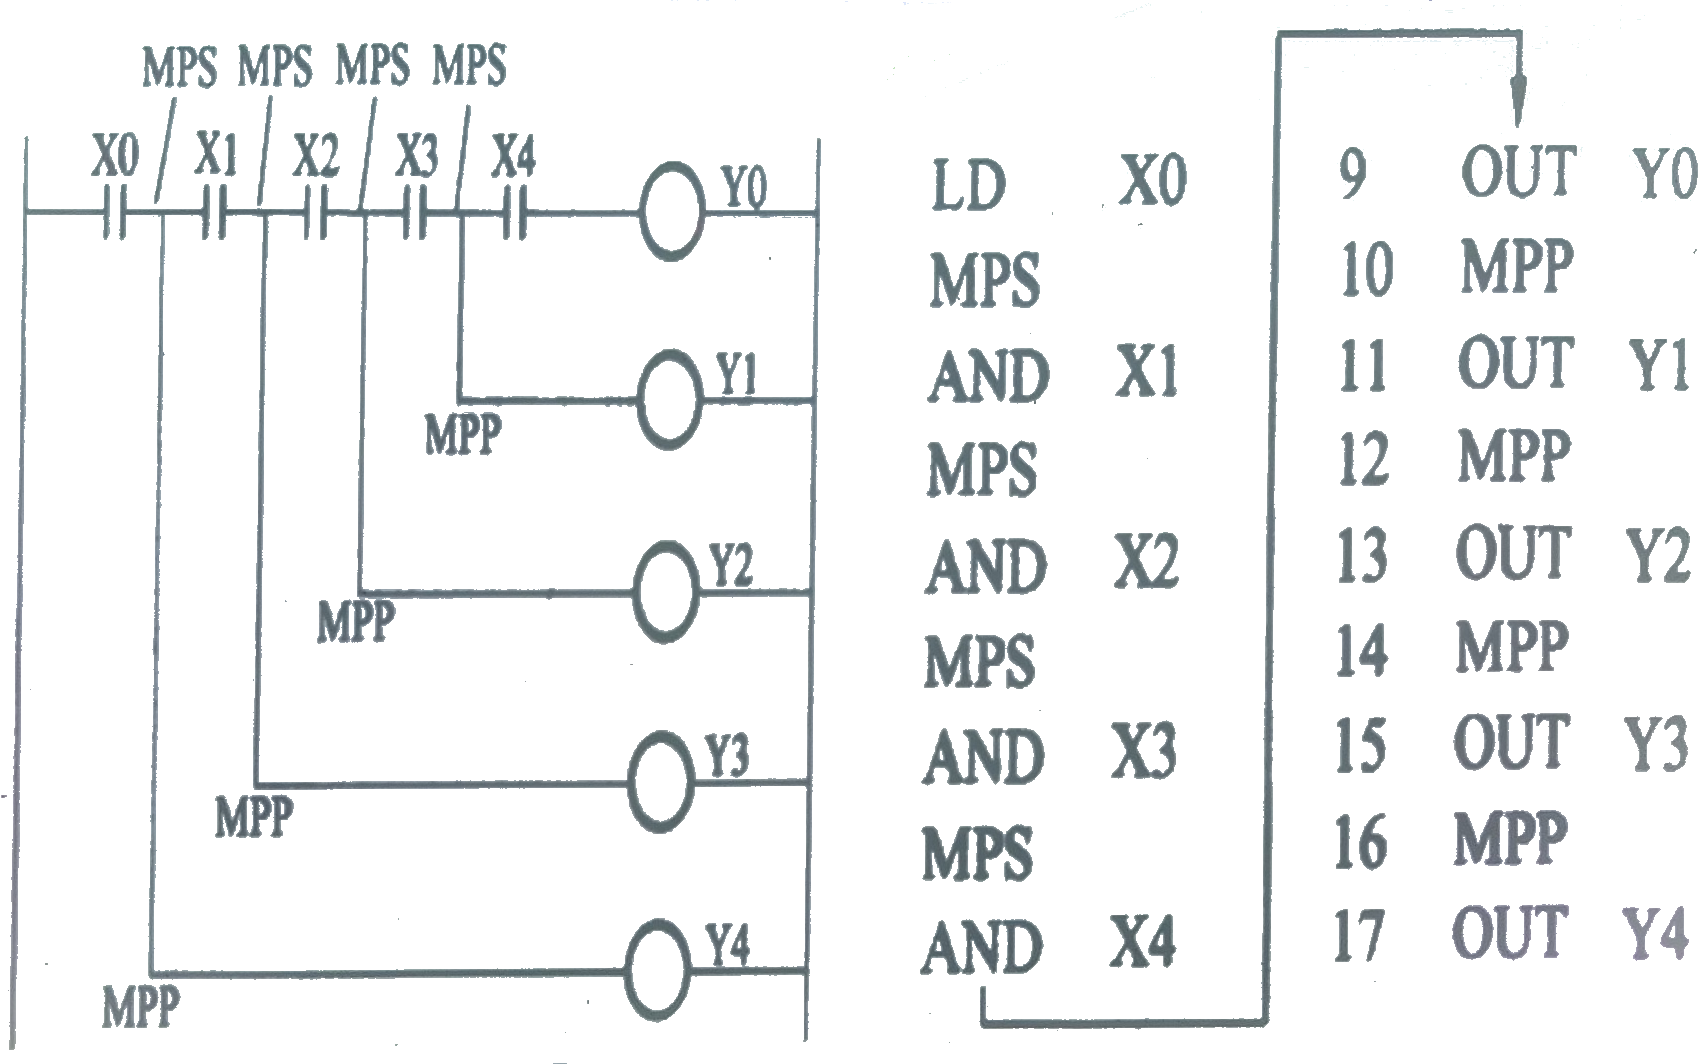 MPS MPS MPS MPS
X0 X1 X2 X3 X4 Y0
Y1
MPP
Y2
MPP
Y3
MPP
Y4
MPP
LD X0
MPS
AND X1
MPS
AND X2
MPS
AND X3
MPS
AND X4
9 OUT Y0
10 MPP
11 OUT Y1
12 MPP
13 OUT Y2
14 MPP
15 OUT Y3
16 MPP
17 OUT Y4